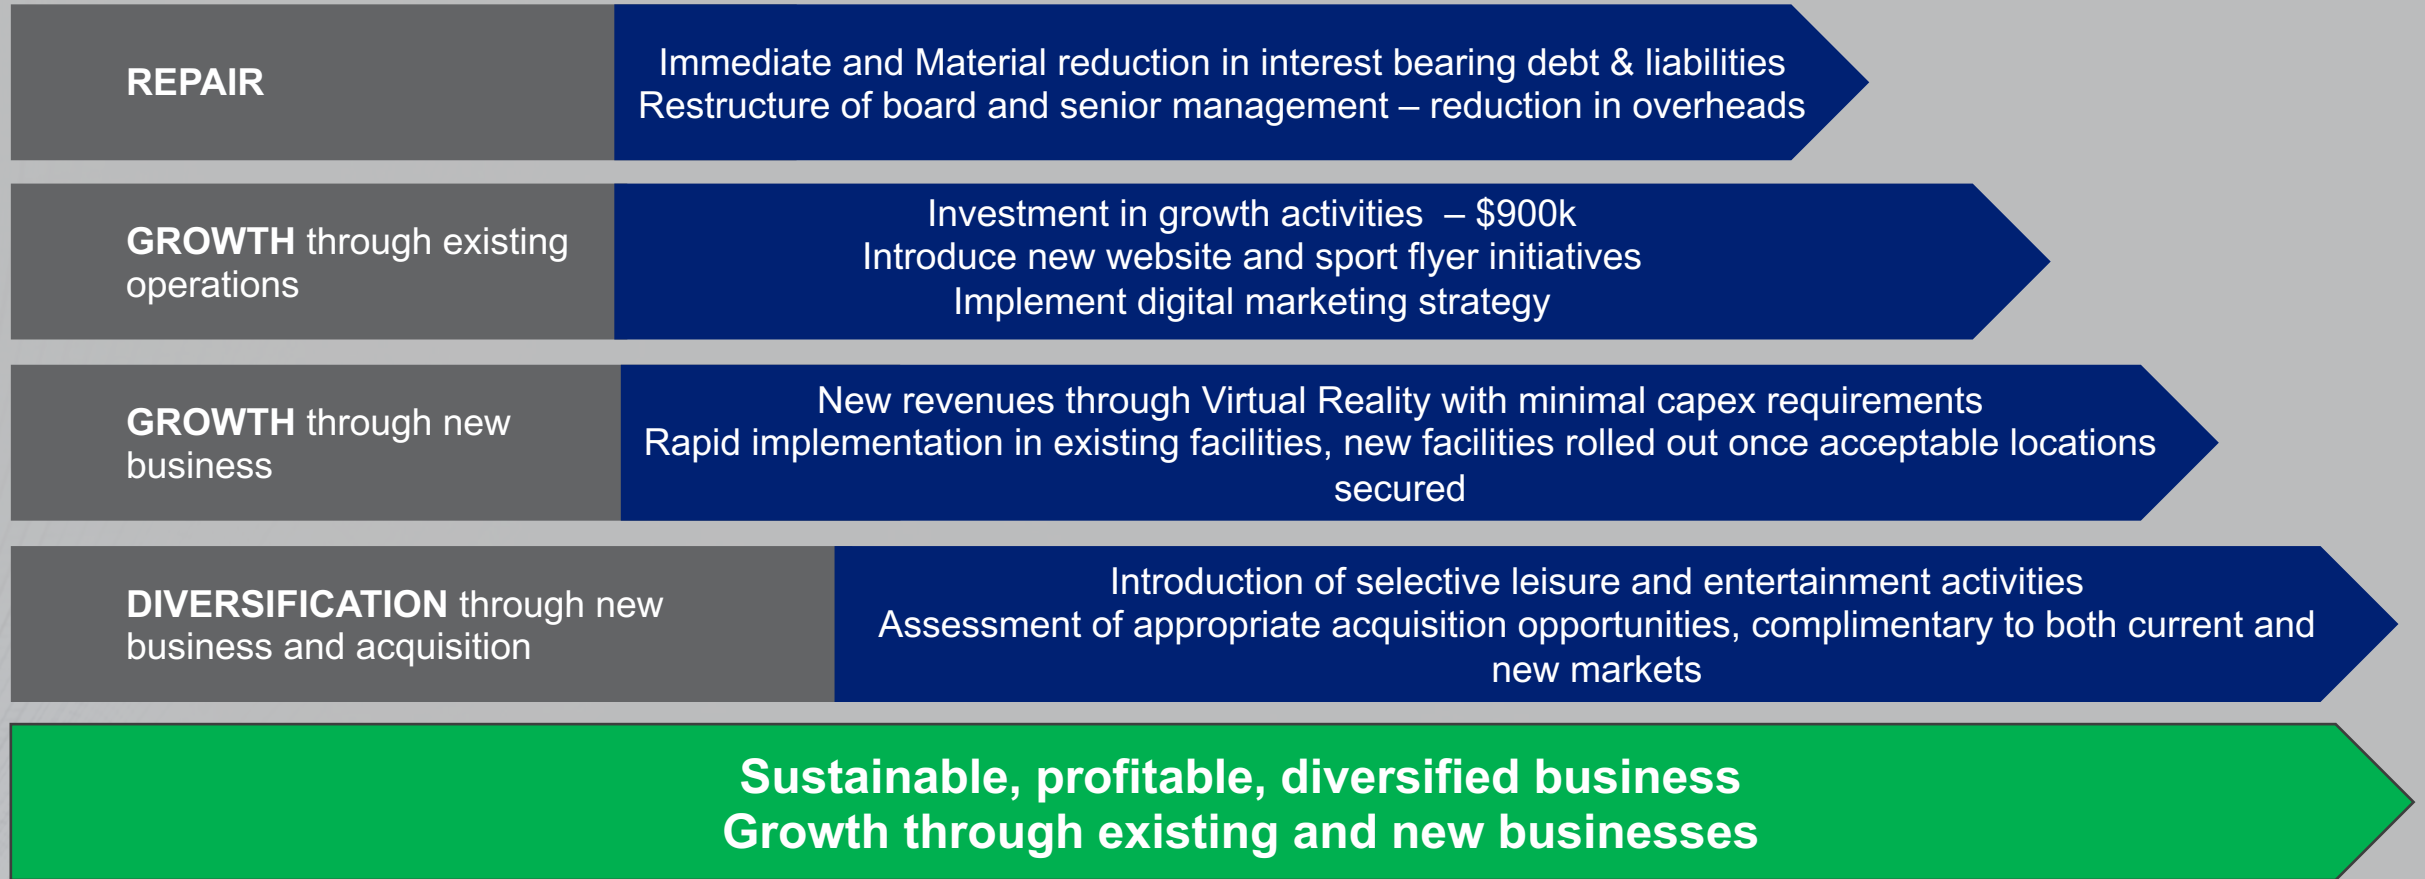 REPAIR
Immediate and Material reduction in interest bearing debt & liabilities
Restructure of board and senior management – reduction in overheads
GROWTH through existing
operations
Investment in growth activities  – $900k
Introduce new website and sport flyer initiatives
Implement digital marketing strategy
GROWTH through new
business
New revenues through Virtual Reality with minimal capex requirements
Rapid implementation in existing facilities, new facilities rolled out once acceptable locations
secured
DIVERSIFICATION through new
business and acquisition
Introduction of selective leisure and entertainment activities
Assessment of appropriate acquisition opportunities, complimentary to both current and
new markets
Sustainable, profitable, diversified business
Growth through existing and new businesses